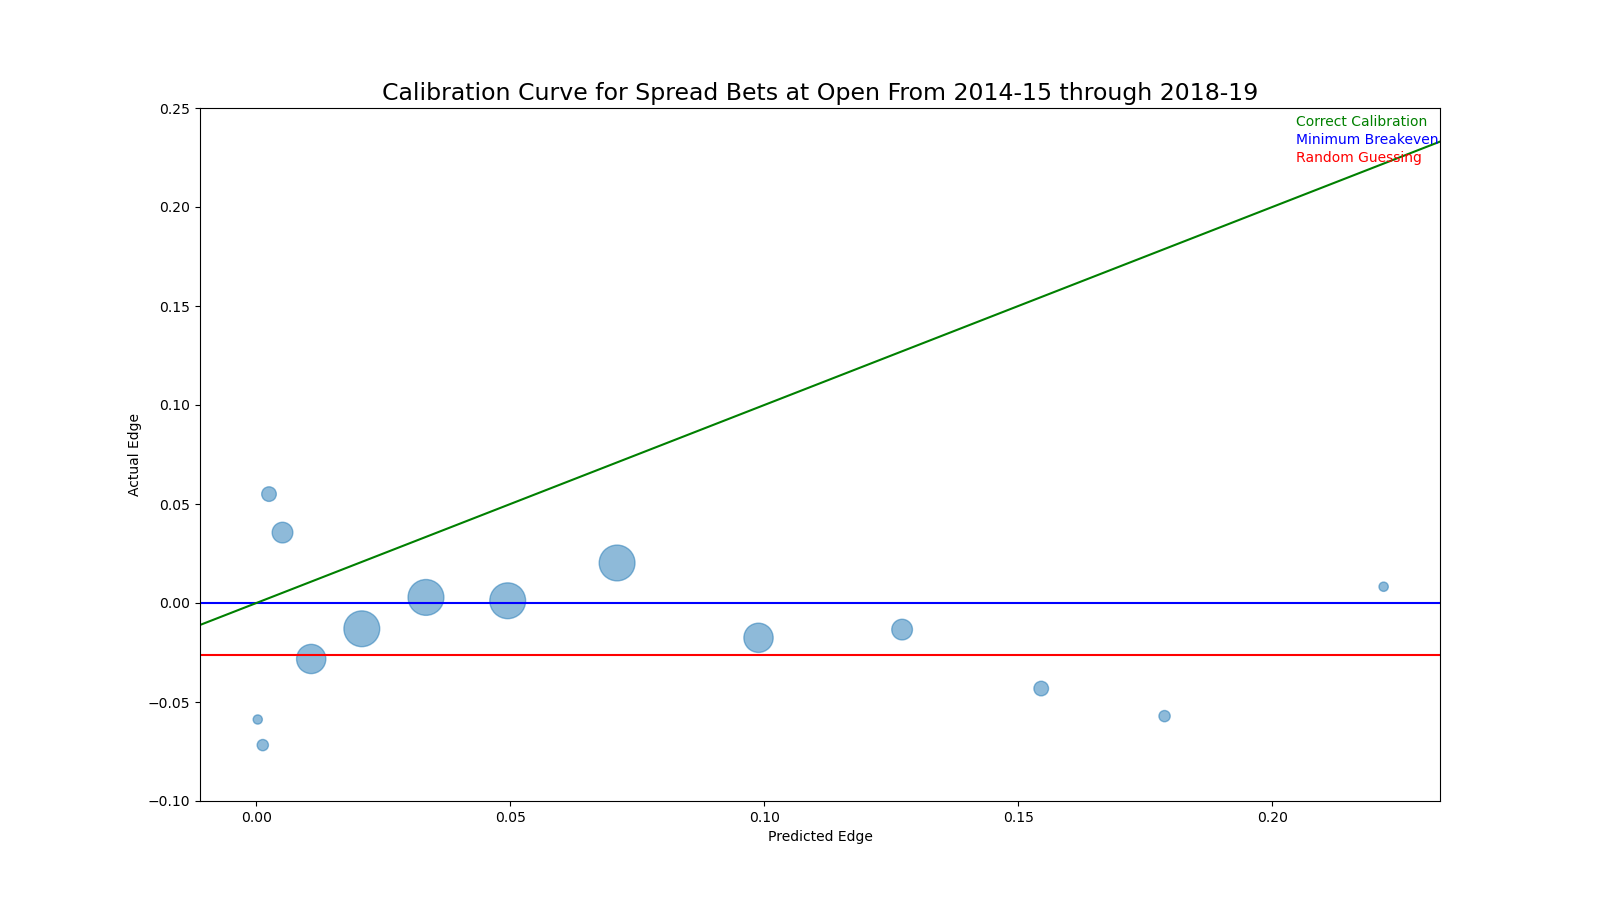 Calibration Curve for Spread Bets at Open From 2014-15 through 2018-19
Correct Calibration
Minimum Breakeven
Random Guessing
0.25
0.20
0.15
0.10
0.05
0.00
−0.05
−0.10
Actual Edge
0.00 0.05 0.10 0.15 0.20
Predicted Edge